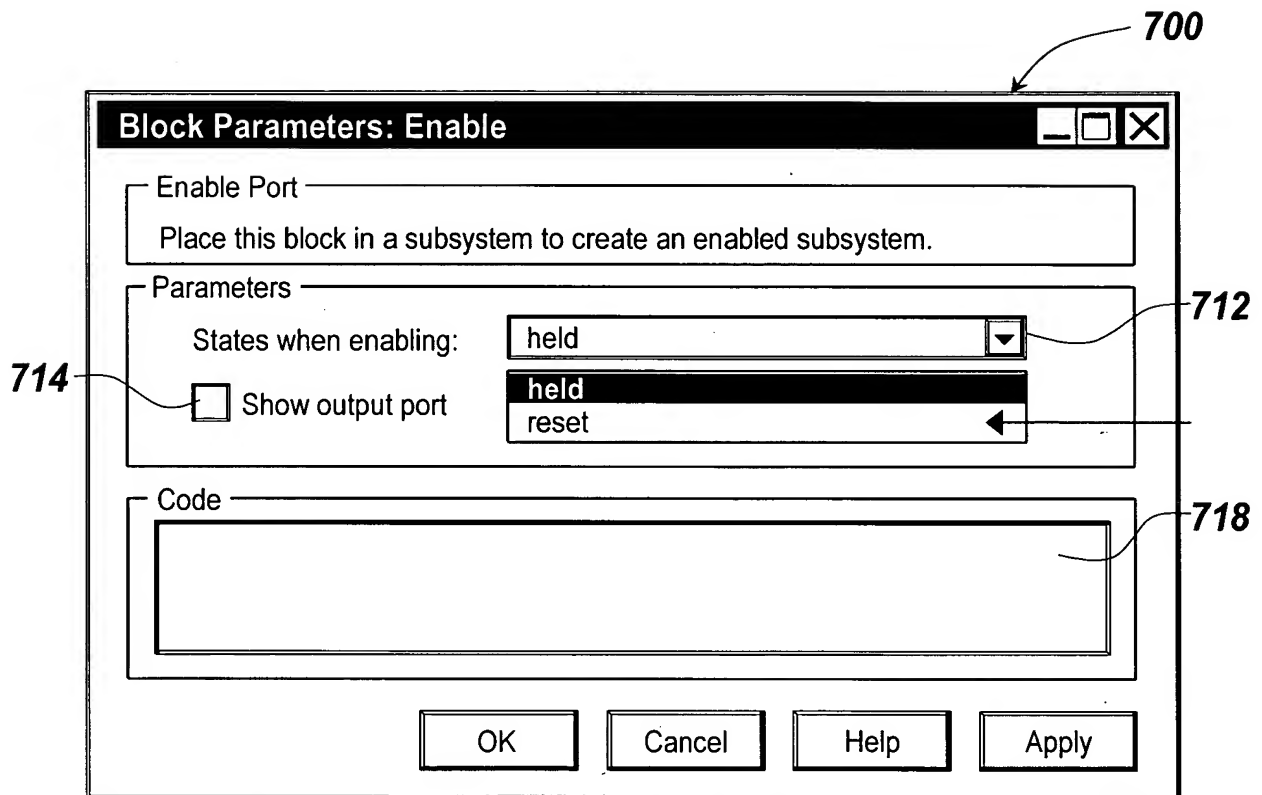 700
Block Parameters: Enable
Enable Port
Place this block in a subsystem to create an enabled subsystem.
Parameters
States when enabling: held
712
714
Show output port
held
reset
Code
718
OK Cancel Help Apply